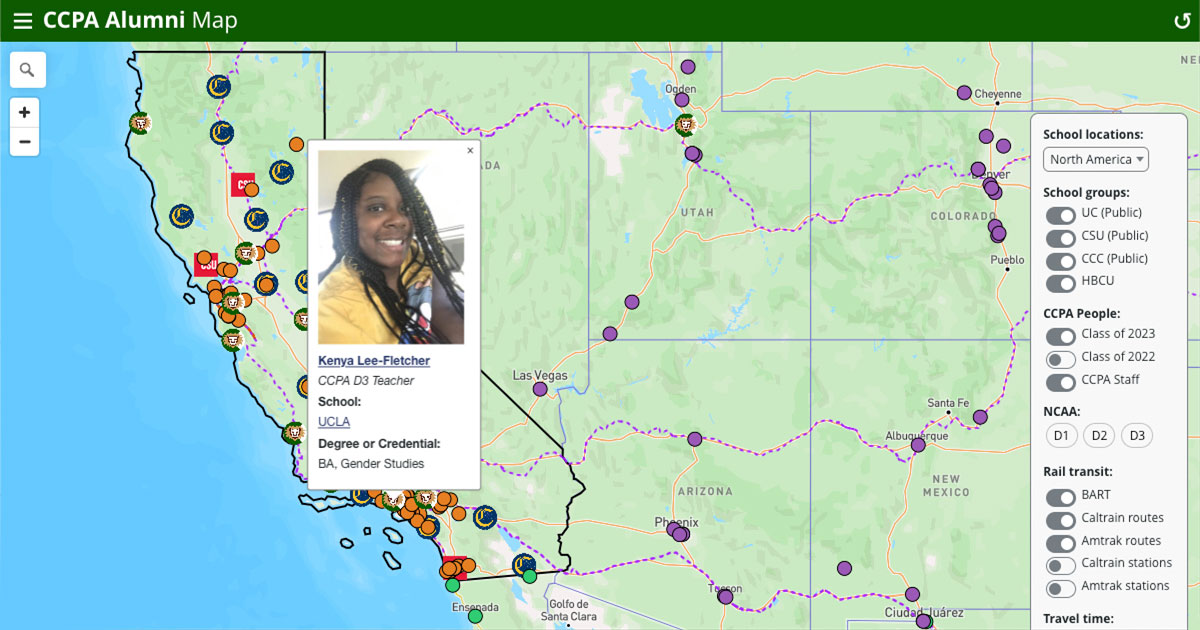 CCPA Alumni Map
Ogden
Cheyenne
UTAH
Denver
COLORADO
Pueblo
Las Vegas
Santa Fe
Albuquerque
ARIZONA
NEW
MEXICO
Phoenix
Tucson
Ciudad Juárez
Ensenada
Golfo de
Santa Clara
×
Kenya Lee-Fletcher
CCPA D3 Teacher
School:
UCLA
Degree or Credential:
BA, Gender Studies
School locations:
North America
School groups:
UC (Public)
CSU (Public)
CCC (Public)
HBCU
CCPA People:
Class of 2023
Class of 2022
CCPA Staff
NCAA:
D1 D2 D3
Rail transit:
BART
Caltrain routes
Amtrak routes
Caltrain stations
Amtrak stations
Travel time: